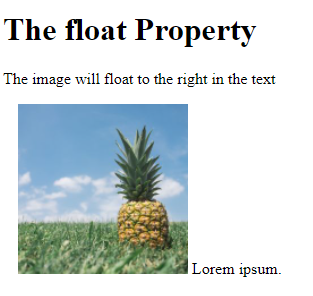 The float Property
The image will float to the right in the text
Lorem ipsum.